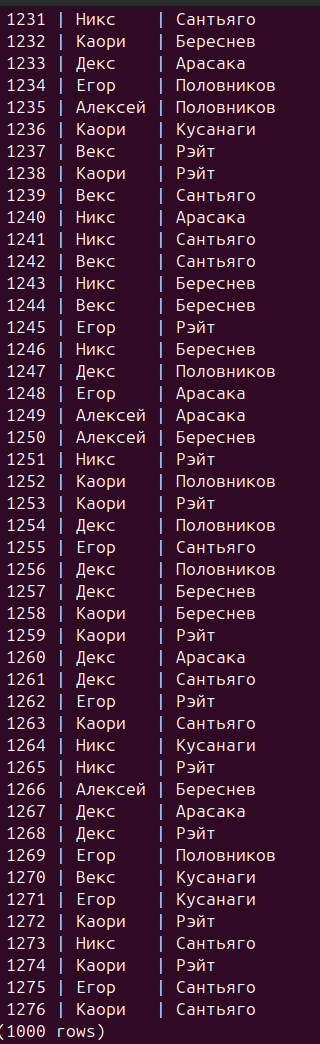 1231 | Никс    | Сантьяго
1232 | Каори   | Береснев
1233 | Декс    | Арасака
1234 | Егор    | Половников
1235 | Алексей | Половников
1236 | Каори   | Кусанаги
1237 | Векс    | Рэйт
1238 | Каори   | Рэйт
1239 | Векс    | Сантьяго
1240 | Никс    | Арасака
1241 | Никс    | Сантьяго
1242 | Векс    | Сантьяго
1243 | Никс    | Береснев
1244 | Векс    | Береснев
1245 | Егор    | Рэйт
1246 | Никс    | Береснев
1247 | Декс    | Половников
1248 | Егор    | Арасака
1249 | Алексей | Арасака
1250 | Алексей | Береснев
1251 | Никс    | Рэйт
1252 | Каори   | Половников
1253 | Каори   | Рэйт
1254 | Декс    | Половников
1255 | Егор    | Сантьяго
1256 | Декс    | Половников
1257 | Декс    | Береснев
1258 | Каори   | Береснев
1259 | Каори   | Рэйт
1260 | Декс    | Арасака
1261 | Декс    | Сантьяго
1262 | Егор    | Рэйт
1263 | Каори   | Сантьяго
1264 | Никс    | Кусанаги
1265 | Никс    | Рэйт
1266 | Алексей | Береснев
1267 | Декс    | Арасака
1268 | Декс    | Рэйт
1269 | Егор    | Половников
1270 | Векс    | Кусанаги
1271 | Егор    | Кусанаги
1272 | Каори   | Рэйт
1273 | Никс    | Сантьяго
1274 | Каори   | Рэйт
1275 | Егор    | Сантьяго
1276 | Каори   | Сантьяго
(1000 rows)